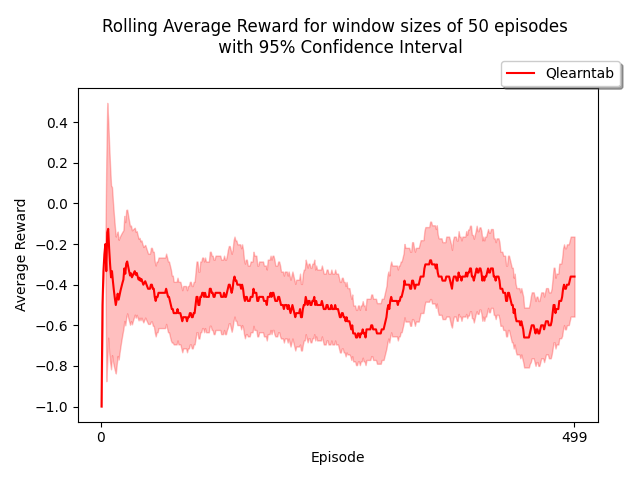 Rolling Average Reward for window sizes of 50 episodes
with 95% Confidence Interval
Qlearntab
0.4
0.2
0.0
−0.2
−0.4
−0.6
−0.8
−1.0
Average Reward
0
499
Episode